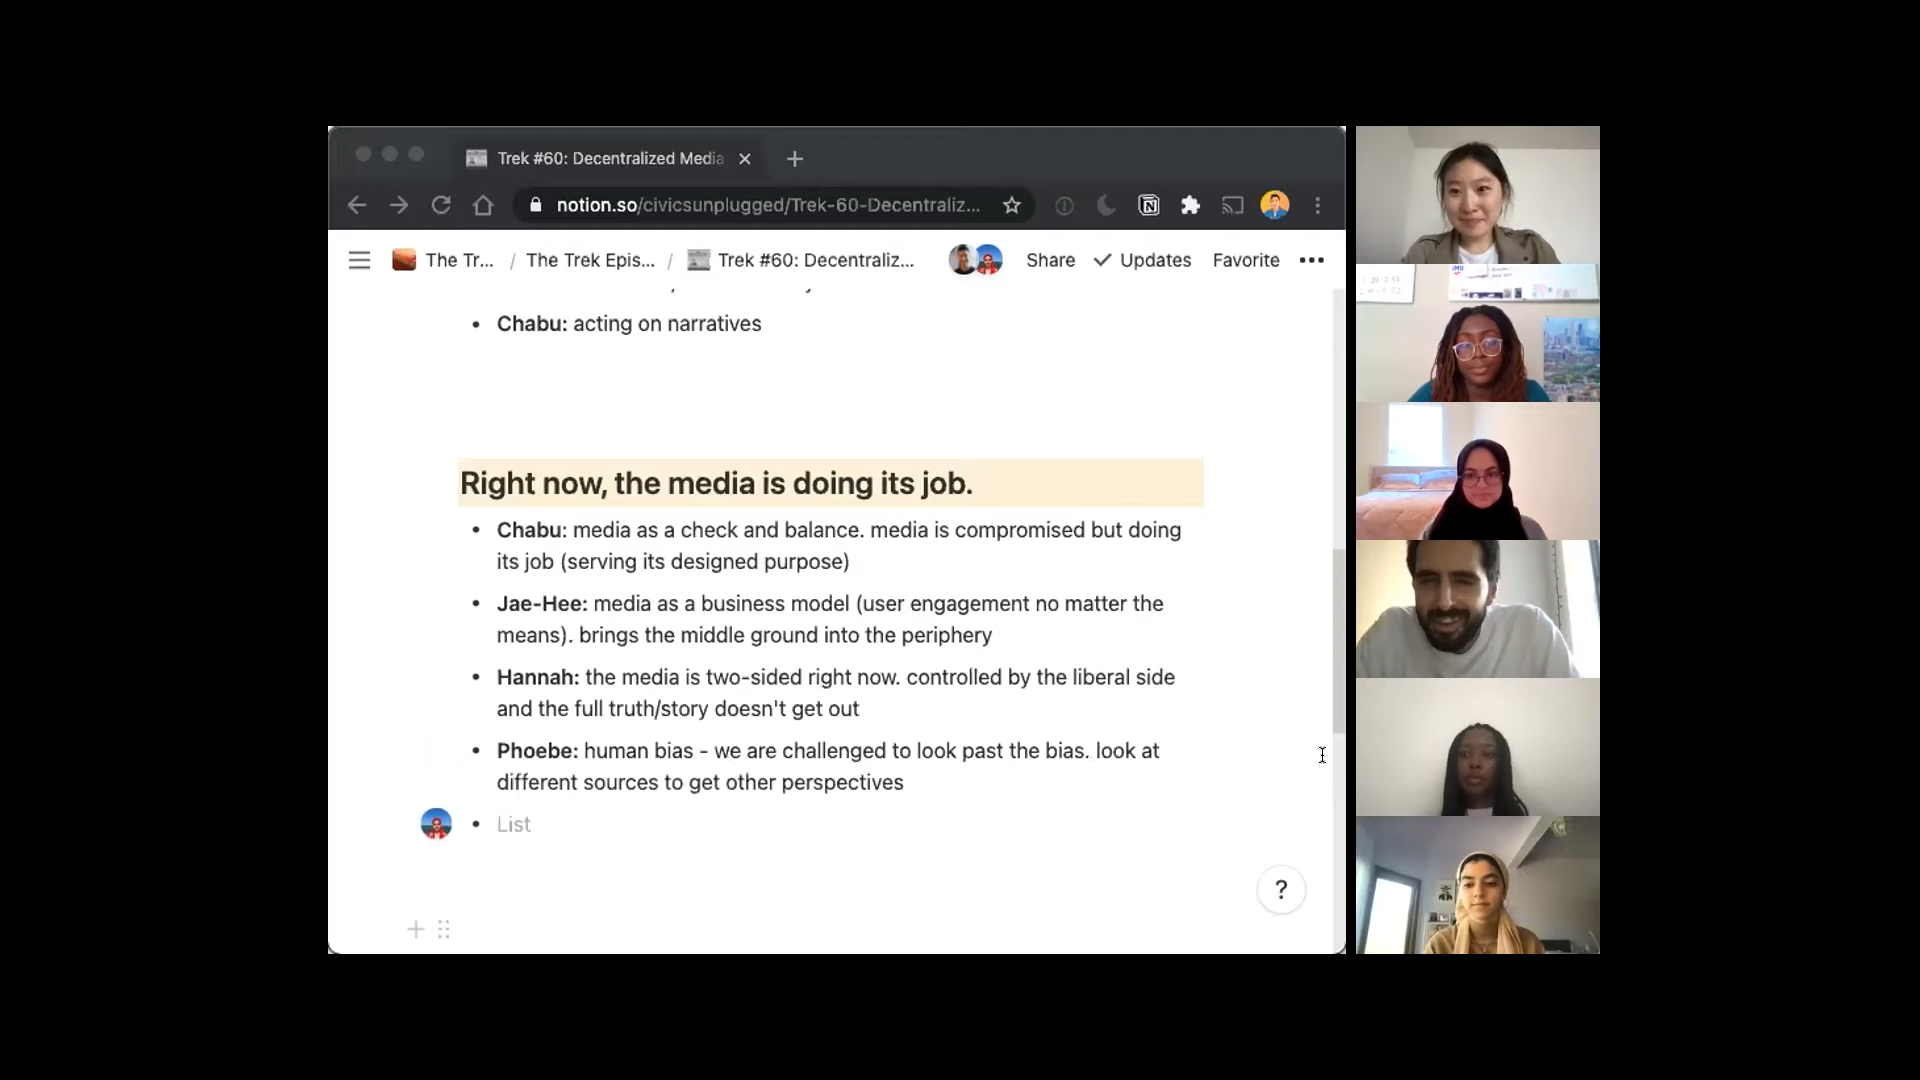 Trek #60: Decentralized Media
notion.so/civicsunplugged/Trek-60-Decentraliz...
The Tr... / The Trek Epis... / Trek #60: Decentraliz... Share Updates Favorite
Chabu: acting on narratives
Right now, the media is doing its job.
Chabu: media as a check and balance. media is compromised but doing
its job (serving its designed purpose)
Jae-Hee: media as a business model (user engagement no matter the
means). brings the middle ground into the periphery
Hannah: the media is two-sided right now. controlled by the liberal side
and the full truth/story doesn't get out
Phoebe: human bias - we are challenged to look past the bias. look at
different sources to get other perspectives
List
?